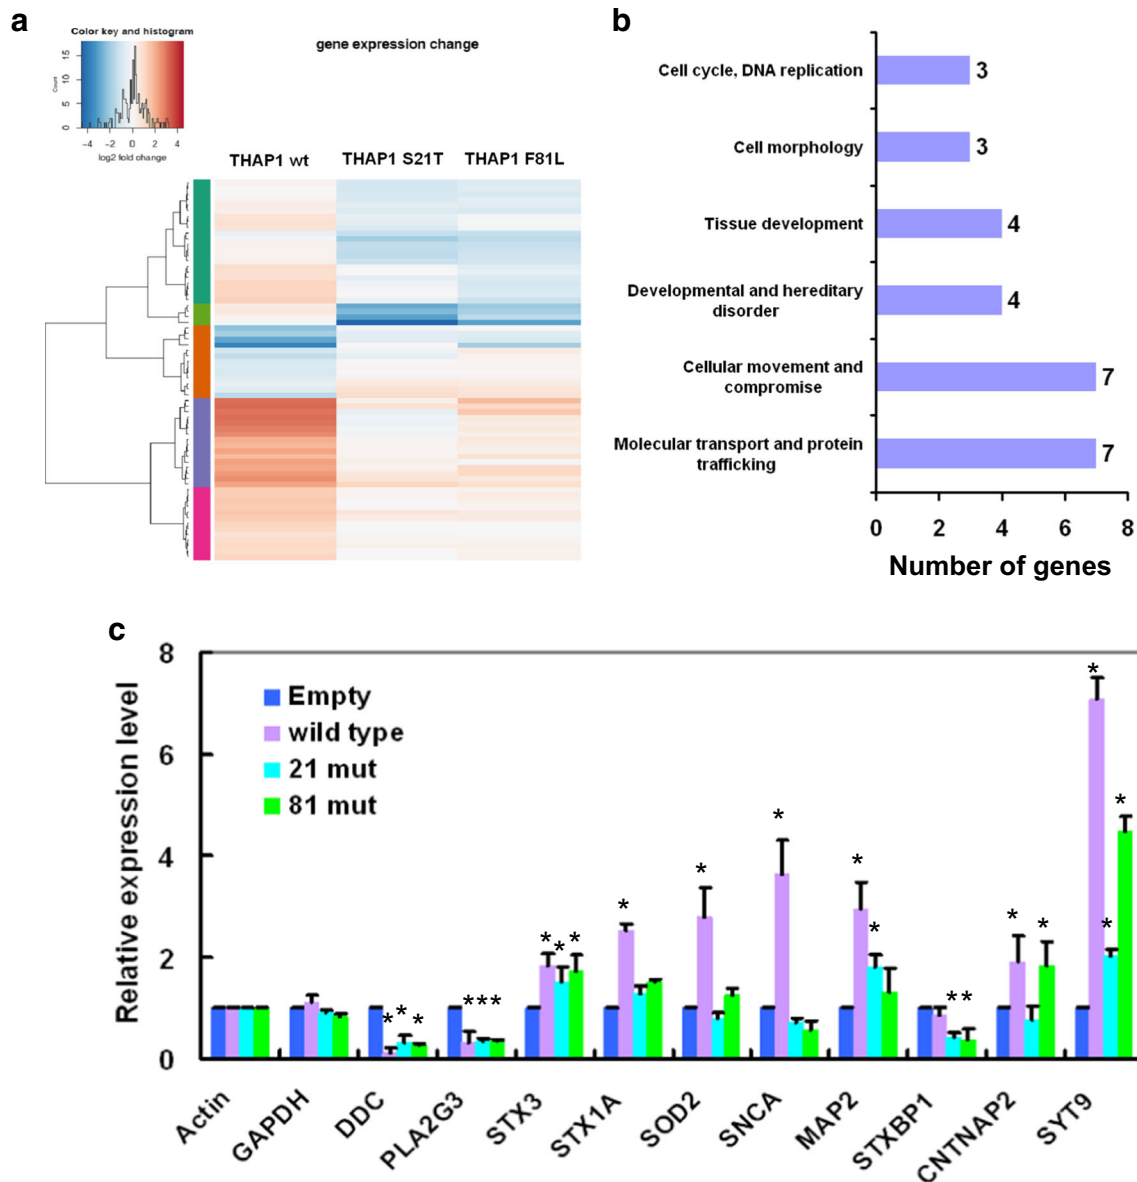 a
Color key and histogram
Count
0 5 10 15
−4 −2 0 2 4
log2 fold change
gene expression change
THAP1 wt THAP1 S21T THAP1 F81L
b
Cell cycle, DNA replication 3
Cell morphology 3
Tissue development 4
Developmental and hereditary
disorder 4
Cellular movement and
compromise 7
Molecular transport and protein
trafficking 7
0 2 4 6 8
Number of genes
c
Relative expression level
8
6
4
2
0
Empty
wild type
21 mut
81 mut
* * * * * * * * * * * * * * * * * * * * *
Actin GAPDH DDC PLA2G3 STX3 STX1A SOD2 SNCA MAP2 STXBP1 CNTNAP2 SYT9